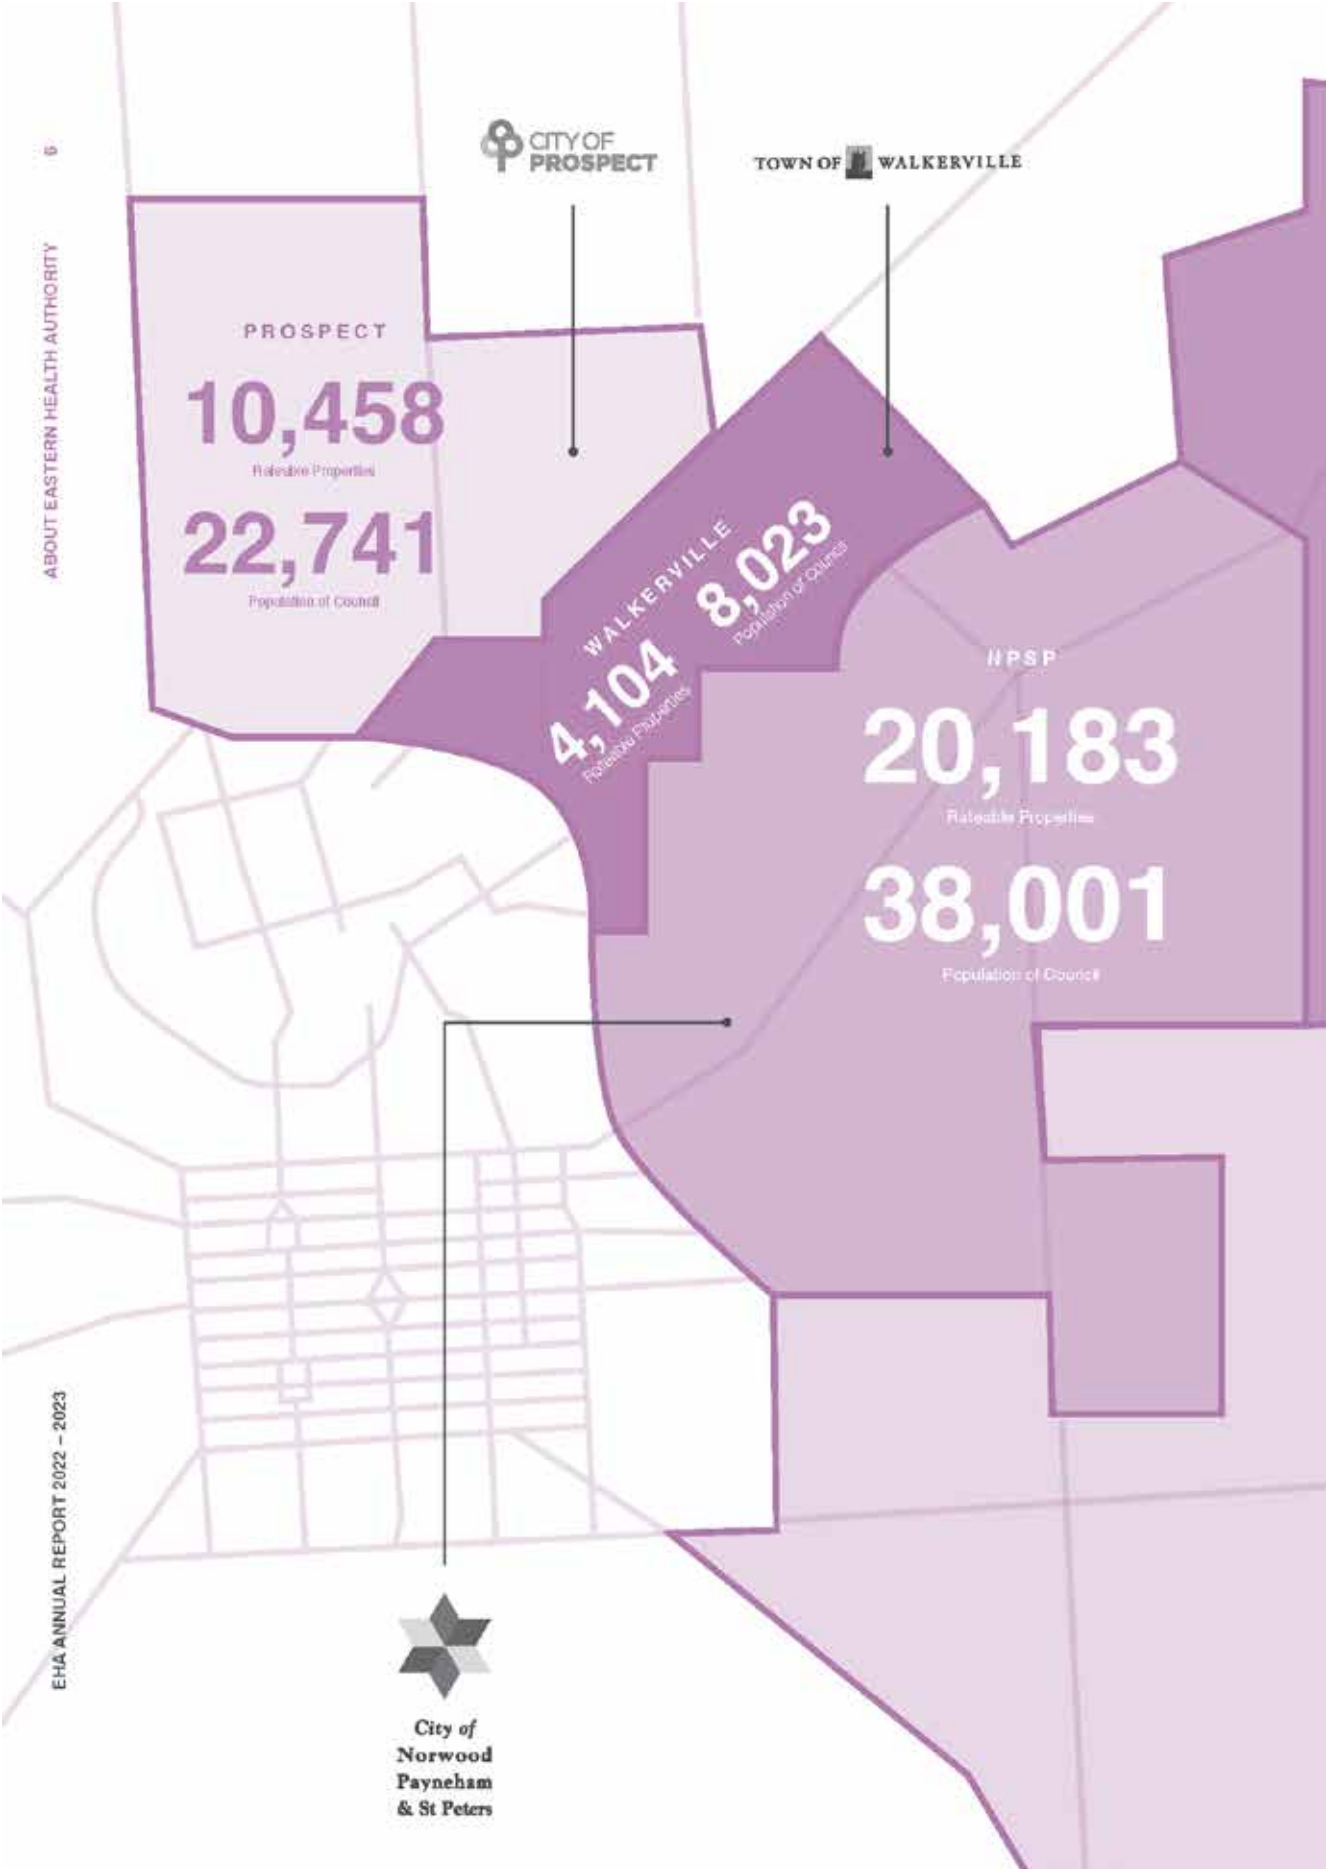 6
ABOUT EASTERN HEALTH AUTHORITY
CITY OF
PROSPECT
TOWN OF WALKERVILLE
PROSPECT
10,458
Rateable Properties
22,741
Population of Council
WALKERVILLE
4,104
Rateable Properties
8,023
Population of Council
NPSP
20,183
Rateable Properties
38,001
Population of Council
EHA ANNUAL REPORT 2022 – 2023
City of
Norwood
Payneham
& St Peters